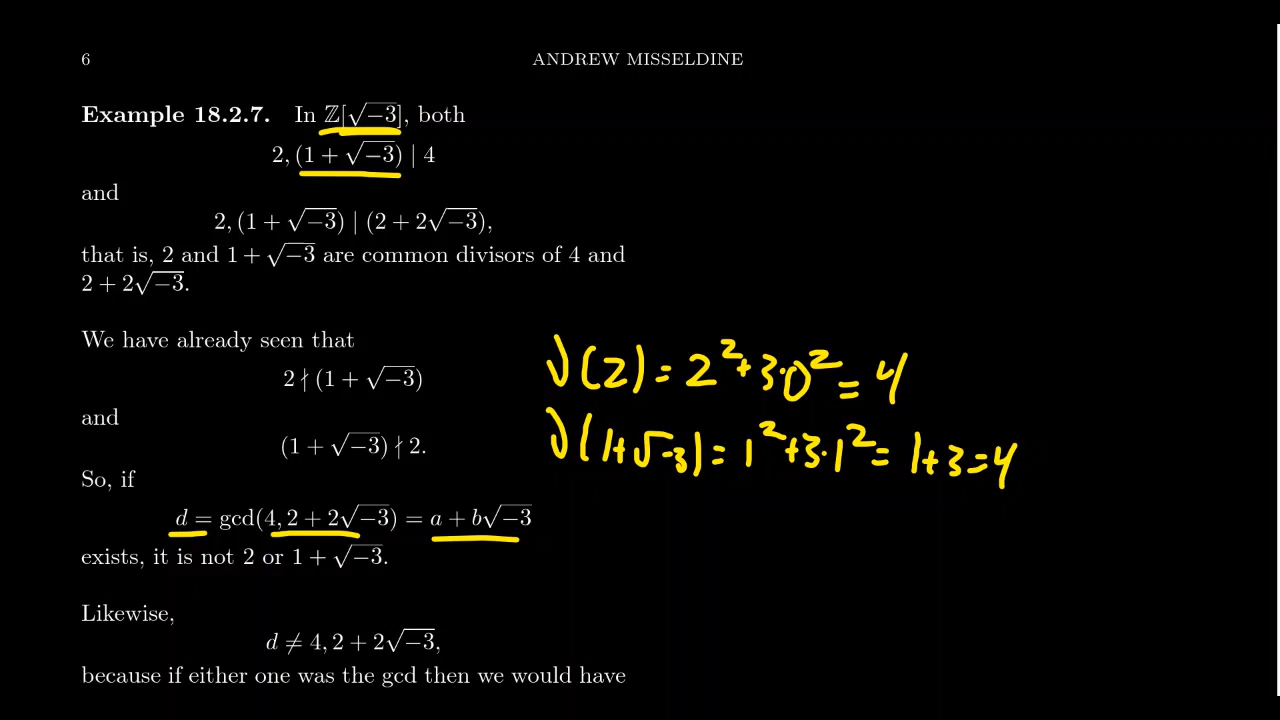 6 ANDREW MISSELDINE
Example 18.2.7. In ℤ[√−3], both
2, (1 + √−3) | 4
and
2, (1 + √−3) | (2 + 2√−3),
that is, 2 and 1 + √−3 are common divisors of 4 and
2 + 2√−3.
We have already seen that
2 ∤ (1 + √−3)
ν(2) = 2² + 3·0² = 4
and
(1 + √−3) ∤ 2.
ν(1+√-3) = 1² + 3·1² = 1+3 = 4
So, if
d = gcd(4, 2 + 2√−3) = a + b√−3
exists, it is not 2 or 1 + √−3.
Likewise,
d ≠ 4, 2 + 2√−3,
because if either one was the gcd then we would have